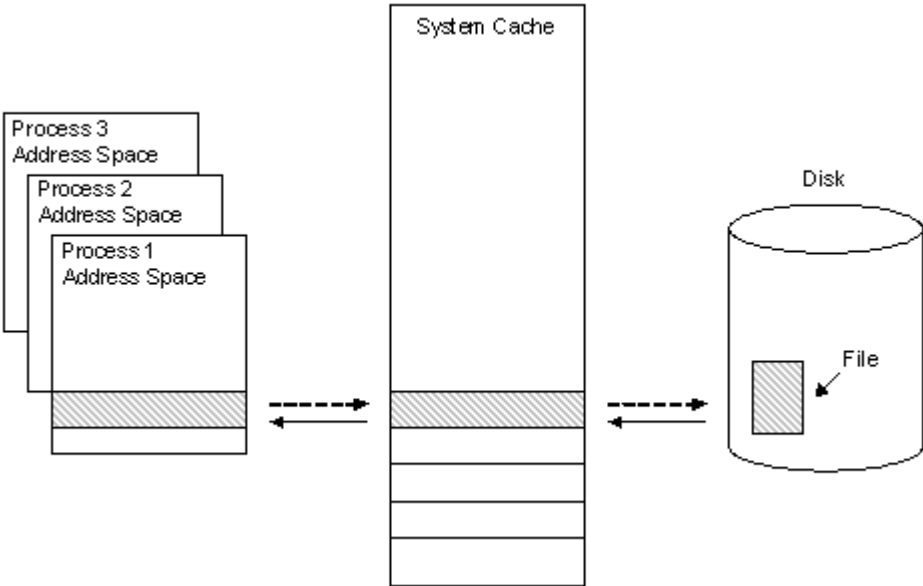 System Cache
Process 3
Address Space
Process 2
Address Space
Process 1
Address Space
Disk
File